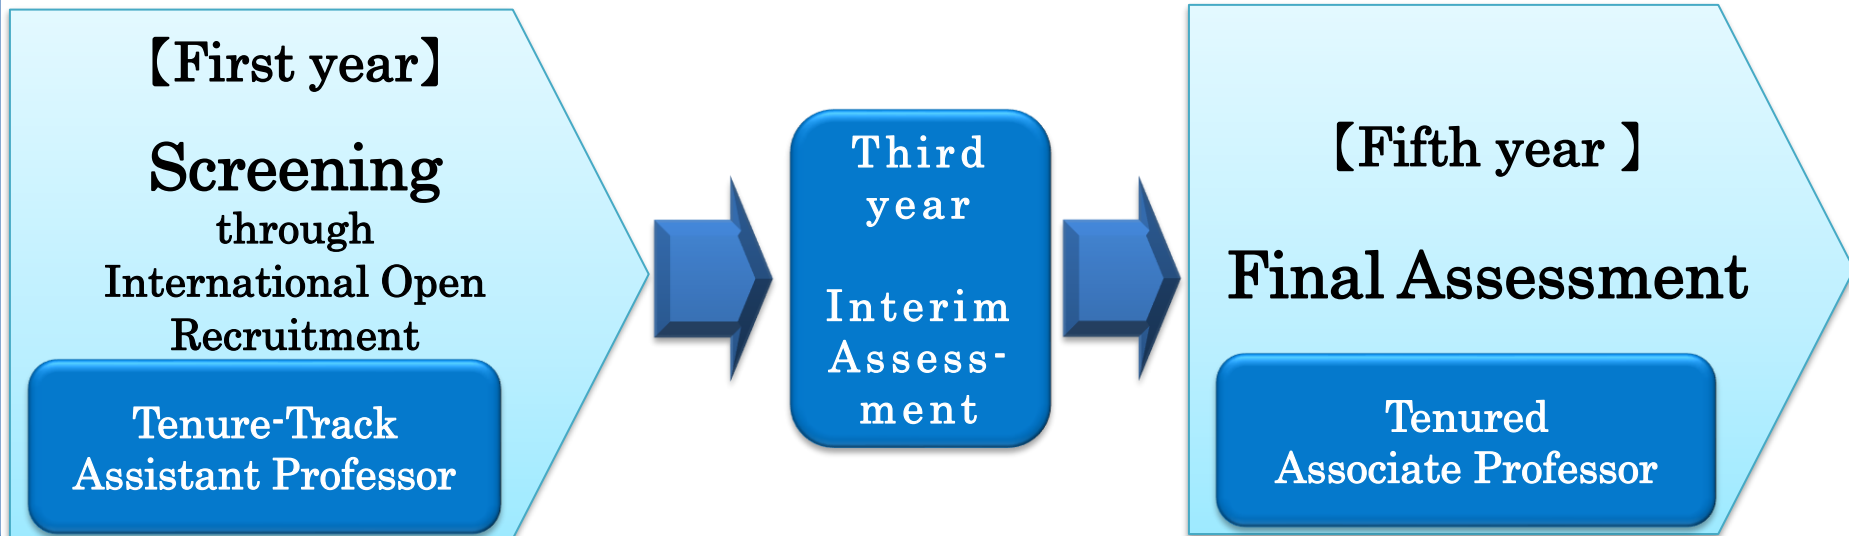 【First year】
Screening
through
International Open
Recruitment
Tenure-Track
Assistant Professor
Third
year
Interim
Assess-
ment
【Fifth year 】
Final Assessment
Tenured
Associate Professor